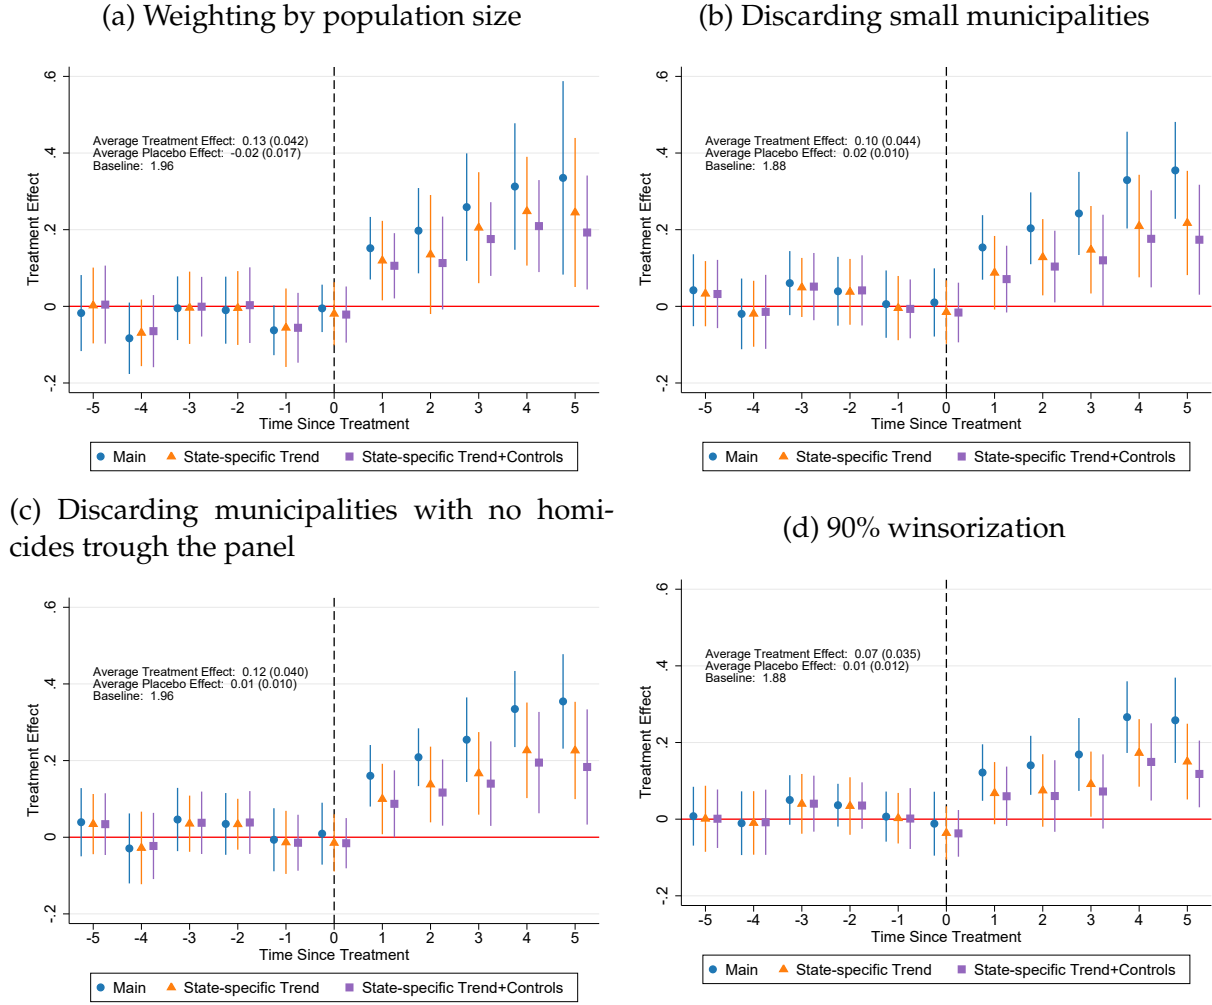 (a) Weighting by population size
Treatment Effect
.6
.4
.2
0
-.2
Average Treatment Effect: 0.13 (0.042)
Average Placebo Effect: -0.02 (0.017)
Baseline: 1.96
-5 -4 -3 -2 -1 0 1 2 3 4 5
Time Since Treatment
Main State-specific Trend State-specific Trend+Controls
(b) Discarding small municipalities
Treatment Effect
.6
.4
.2
0
-.2
Average Treatment Effect: 0.10 (0.044)
Average Placebo Effect: 0.02 (0.010)
Baseline: 1.88
-5 -4 -3 -2 -1 0 1 2 3 4 5
Time Since Treatment
Main State-specific Trend State-specific Trend+Controls
(c) Discarding municipalities with no homi-
cides trough the panel
Treatment Effect
.6
.4
.2
0
-.2
Average Treatment Effect: 0.12 (0.040)
Average Placebo Effect: 0.01 (0.010)
Baseline: 1.96
-5 -4 -3 -2 -1 0 1 2 3 4 5
Time Since Treatment
Main State-specific Trend State-specific Trend+Controls
(d) 90% winsorization
Treatment Effect
.6
.4
.2
0
-.2
Average Treatment Effect: 0.07 (0.035)
Average Placebo Effect: 0.01 (0.012)
Baseline: 1.88
-5 -4 -3 -2 -1 0 1 2 3 4 5
Time Since Treatment
Main State-specific Trend State-specific Trend+Controls